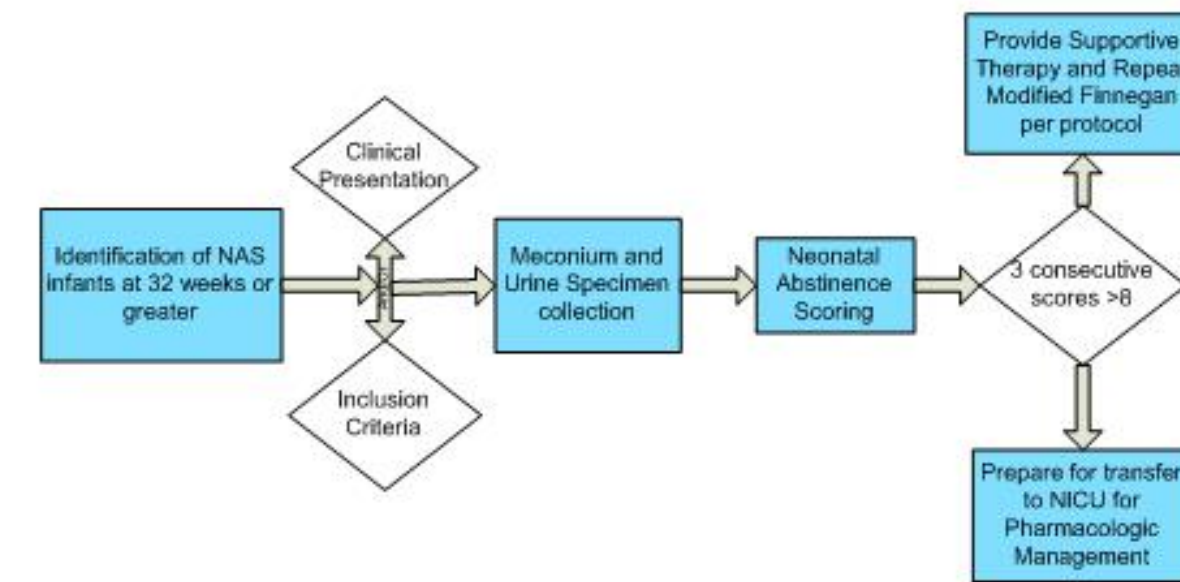 Identification of NAS
infants at 32 weeks or
greater
Clinical
Presentation
and/or
Inclusion
Criteria
Meconium and
Urine Specimen
collection
Neonatal
Abstinence
Scoring
3 consecutive
scores >8
Provide Supportive
Therapy and Repea
Modified Finnegan
per protocol
Prepare for transfer
to NICU for
Pharmacologic
Management